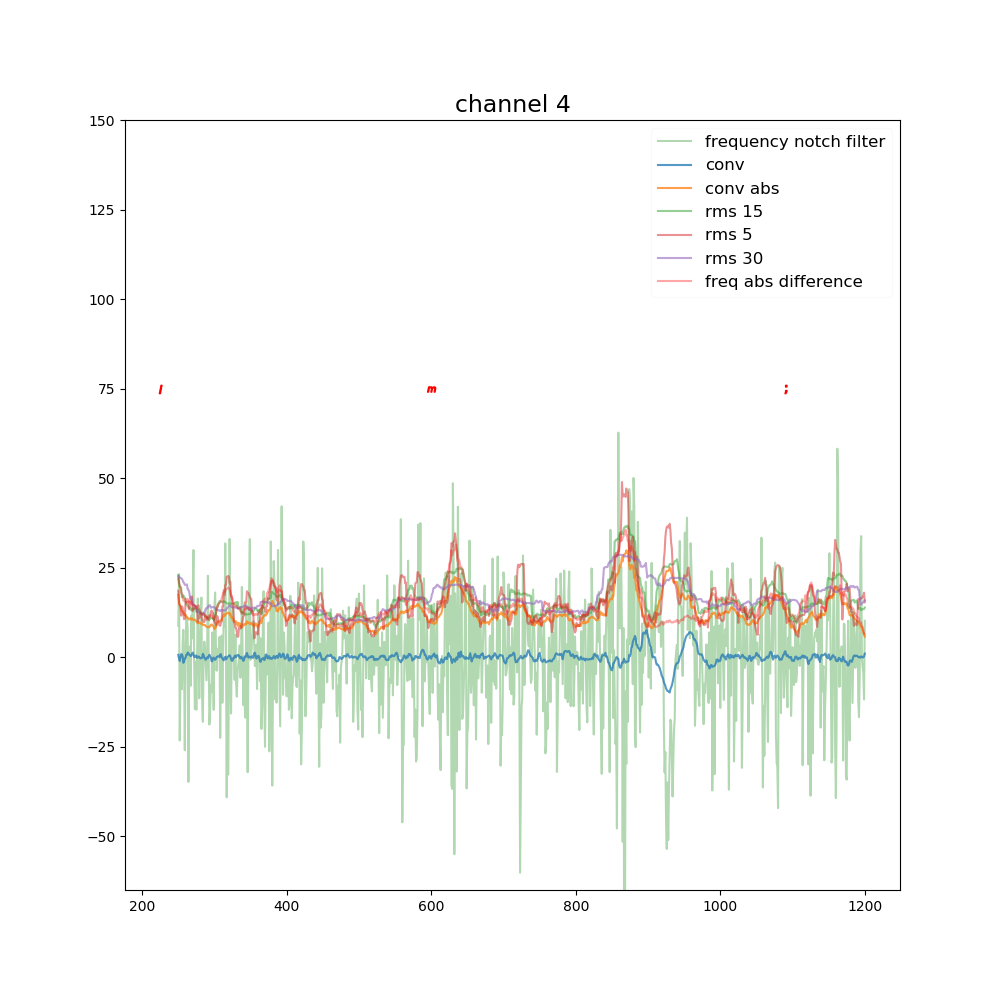 channel 4
150
125
100
75
50
25
0
−25
−50
frequency notch filter
conv
conv abs
rms 15
rms 5
rms 30
freq abs difference
l m ;
200 400 600 800 1000 1200